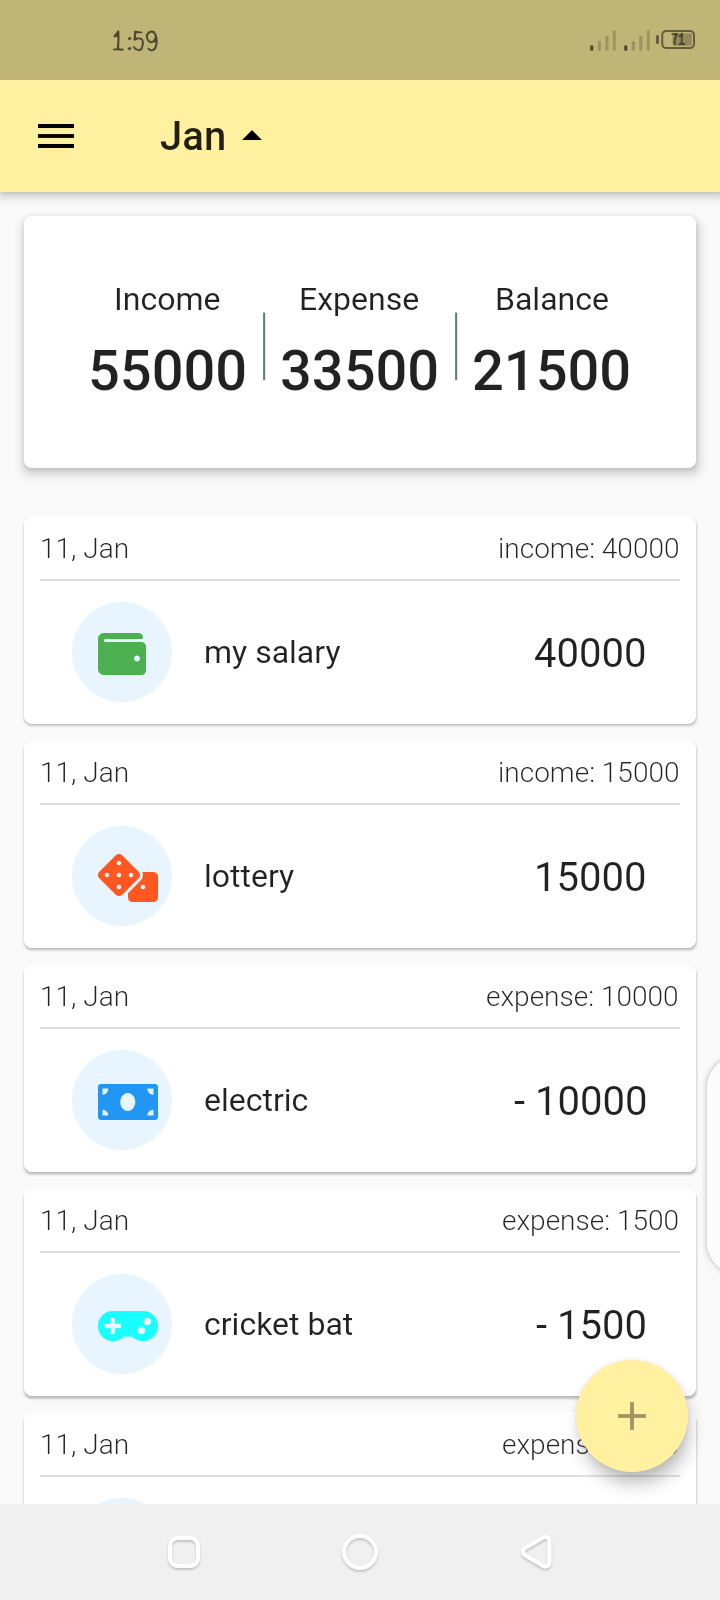 1:59 71
Jan
Income Expense Balance
55000 33500 21500
11, Jan income: 40000
my salary 40000
11, Jan income: 15000
lottery 15000
11, Jan expense: 10000
electric - 10000
11, Jan expense: 1500
cricket bat - 1500
11, Jan